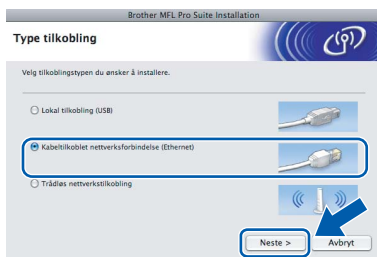 Brother MFL Pro Suite Installation
Type tilkobling
Velg tilkoblingstypen du ønsker å installere.
Lokal tilkobling (USB)
Kabeltilkoblet nettverksforbindelse (Ethernet)
Trådløs nettverkstilkobling
Neste > Avbryt